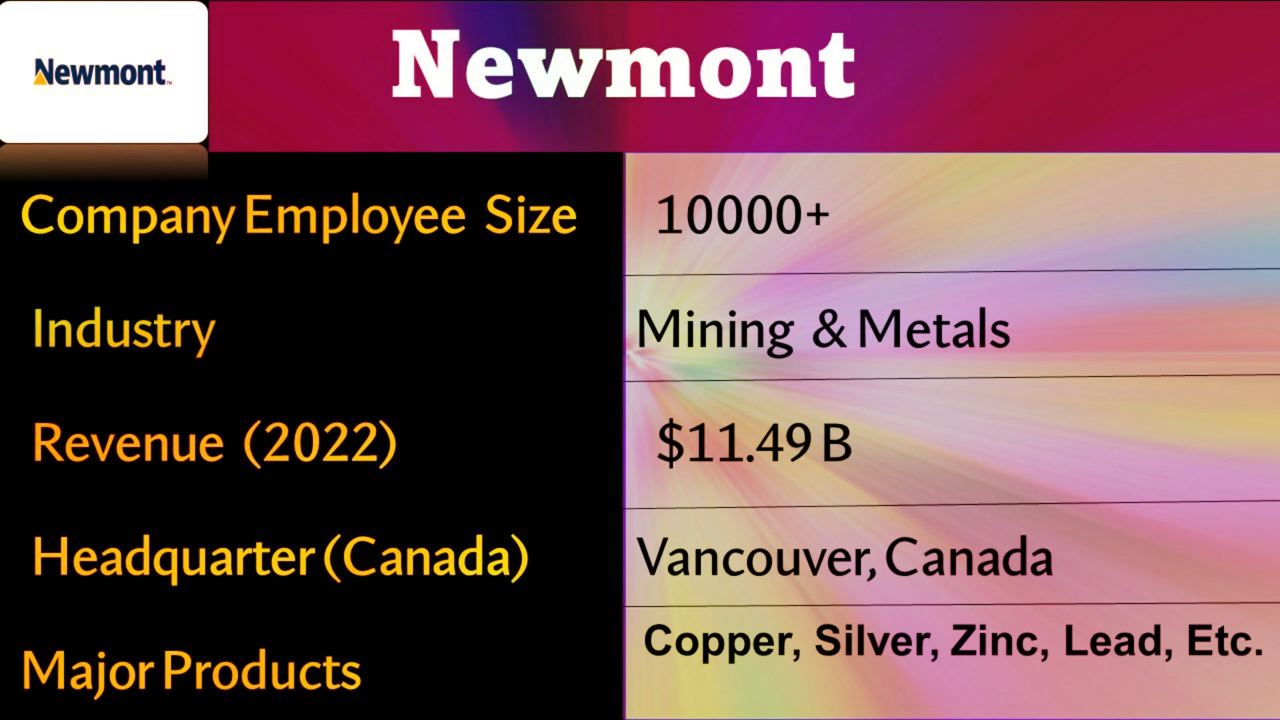 Newmont™
Newmont
Company Employee Size
10000+
Industry
Mining & Metals
Revenue (2022)
$11.49 B
Headquarter (Canada)
Vancouver, Canada
Major Products
Copper, Silver, Zinc, Lead, Etc.